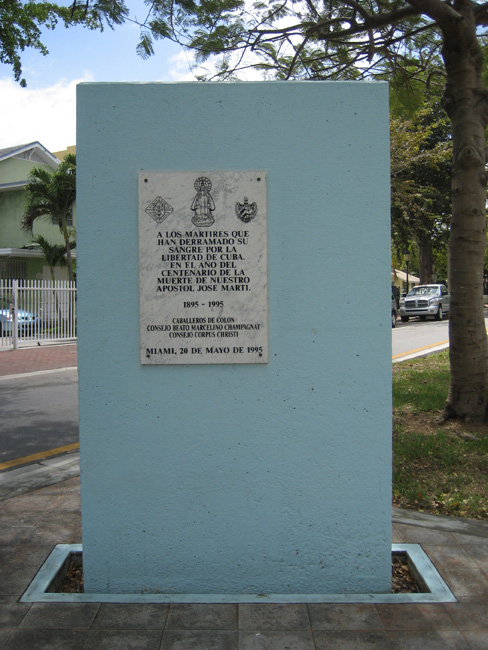 A LOS MARTIRES QUE
HAN DERRAMADO SU
SANGRE POR LA
LIBERTAD DE CUBA.
EN EL AÑO DEL
CENTENARIO DE LA
MUERTE DE NUESTRO
APOSTOL JOSE MARTI.
1895 - 1995
CABALLEROS DE COLON
CONSEJO BEATO MARCELINO CHAMPAGNAT
CONSEJO CORPUS CHRISTI
MIAMI, 20 DE MAYO DE 1995